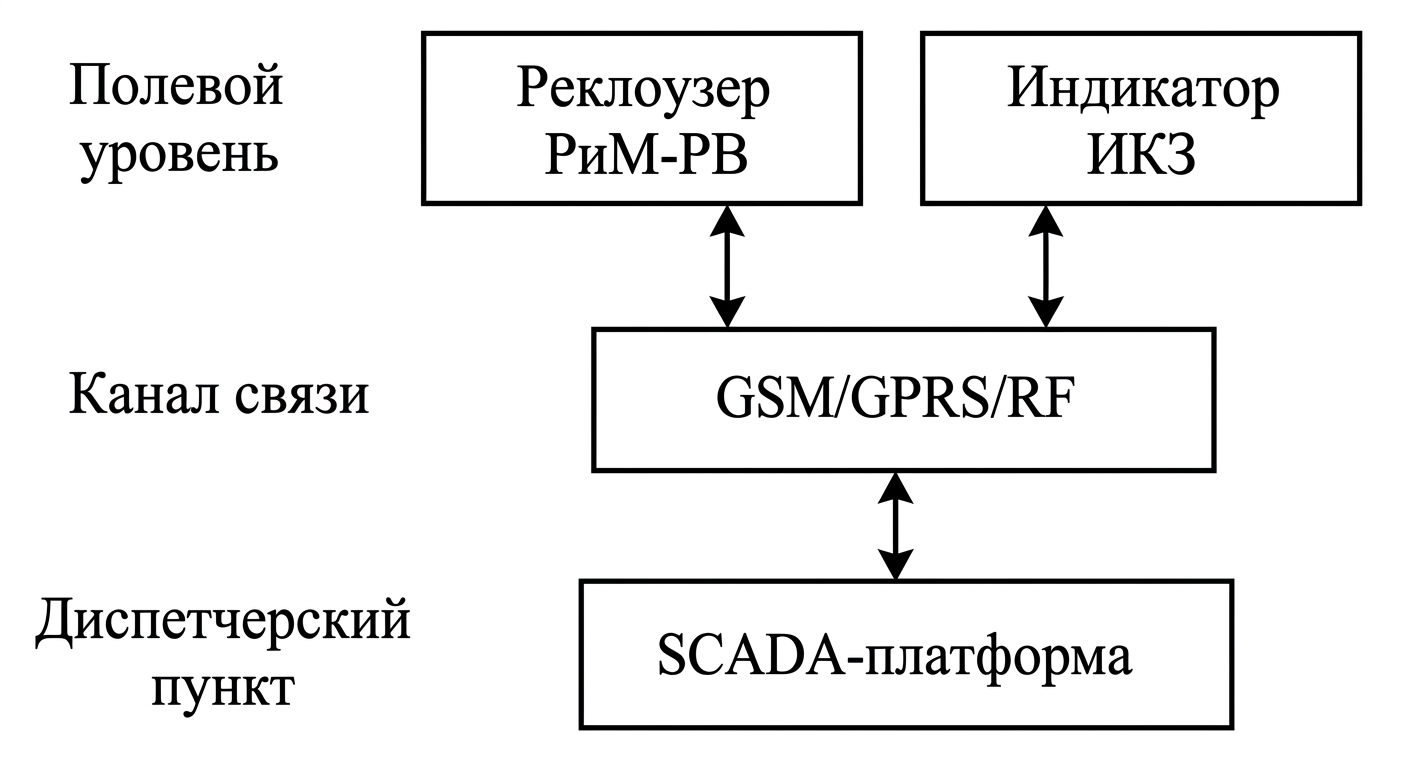 Полевой
уровень
Реклоузер
РиМ-РВ
Индикатор
ИКЗ
Канал связи
GSM/GPRS/RF
Диспетчерский
пункт
SCADA-платформа